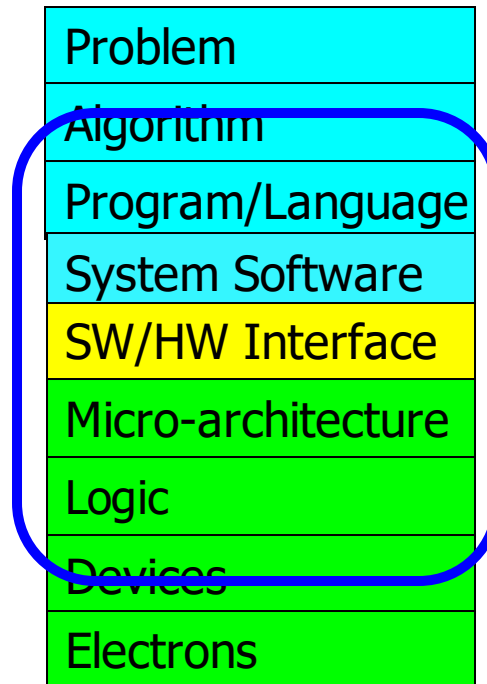 Problem
Algorithm
Program/Language
System Software
SW/HW Interface
Micro-architecture
Logic
Devices
Electrons